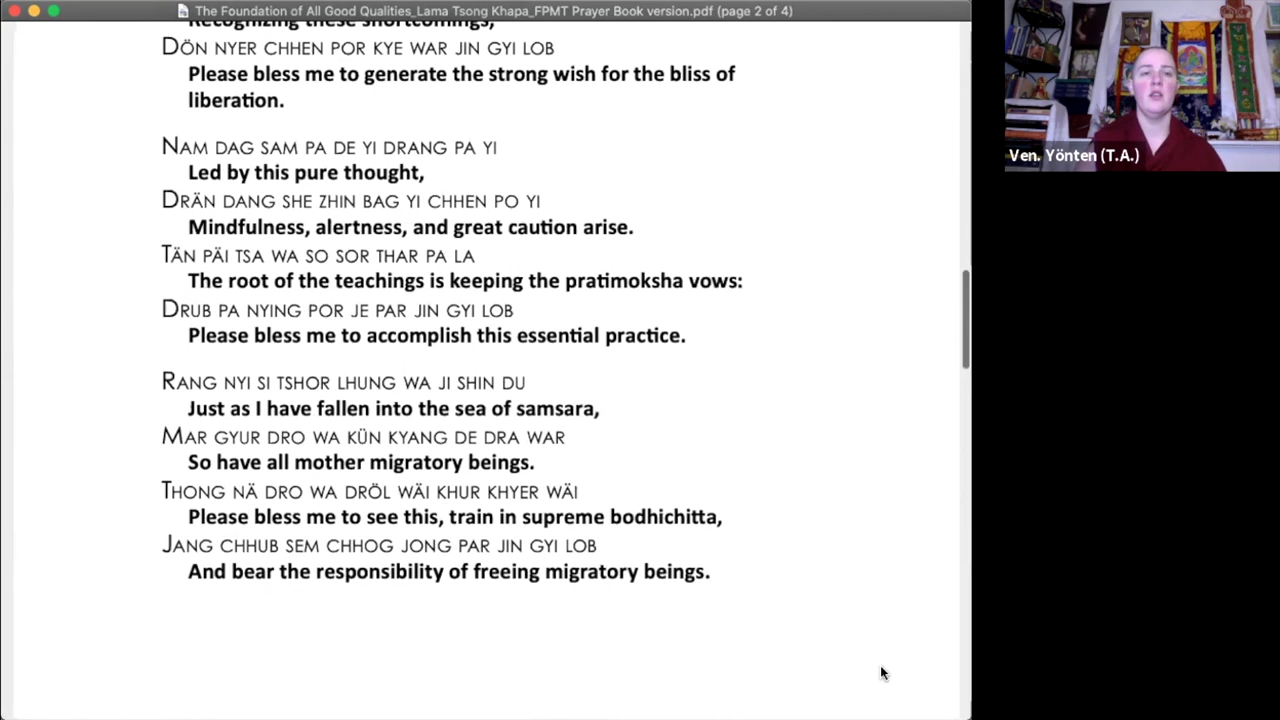 The Foundation of All Good Qualities_Lama Tsong Khapa_FPMT Prayer Book version.pdf (page 2 of 4)
Recognizing these shortcomings,
DÖN NYER CHHEN POR KYE WAR JIN GYI LOB
Please bless me to generate the strong wish for the bliss of
liberation.
NAM DAG SAM PA DE YI DRANG PA YI
Led by this pure thought,
DRÄN DANG SHE ZHIN BAG YI CHHEN PO YI
Mindfulness, alertness, and great caution arise.
TÄN PÄI TSA WA SO SOR THAR PA LA
The root of the teachings is keeping the pratimoksha vows:
DRUB PA NYING POR JE PAR JIN GYI LOB
Please bless me to accomplish this essential practice.
RANG NYI SI TSHOR LHUNG WA JI SHIN DU
Just as I have fallen into the sea of samsara,
MAR GYUR DRO WA KÜN KYANG DE DRA WAR
So have all mother migratory beings.
THONG NÄ DRO WA DRÖL WÄI KHUR KHYER WÄI
Please bless me to see this, train in supreme bodhichitta,
JANG CHHUB SEM CHHOG JONG PAR JIN GYI LOB
And bear the responsibility of freeing migratory beings.
Ven. Yönten (T.A.)